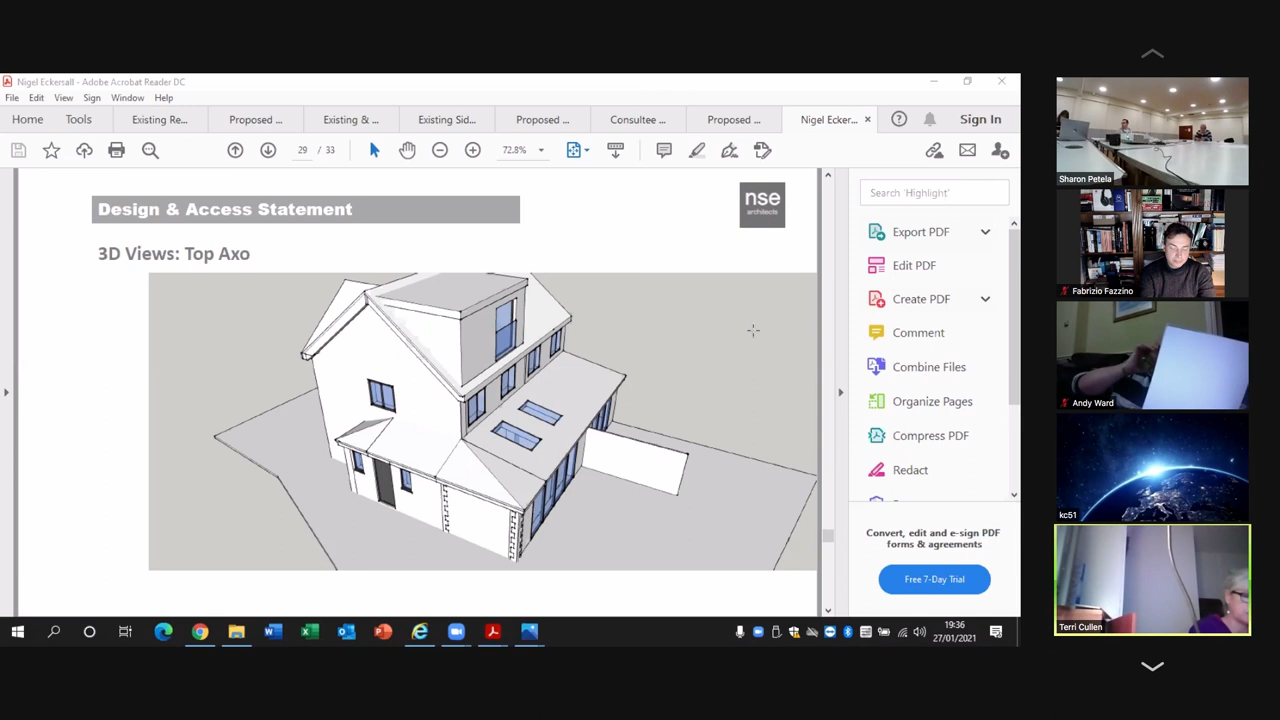 Nigel Eckersall - Adobe Acrobat Reader DC
File Edit View Sign Window Help
Home Tools Existing Re... Proposed ... Existing & ... Existing Sid... Proposed ... Consultee ... Proposed ... Nigel Ecker... × Sign In
29 / 33 72.8%
Design & Access Statement
nse
architects
3D Views: Top Axo
Search 'Highlight'
Export PDF
Edit PDF
Create PDF
Comment
Combine Files
Organize Pages
Compress PDF
Redact
Convert, edit and e-sign PDF
forms & agreements
Free 7-Day Trial
19:36
27/01/2021
Sharon Petela
Fabrizio Fazzino
Andy Ward
kc51
Terri Cullen